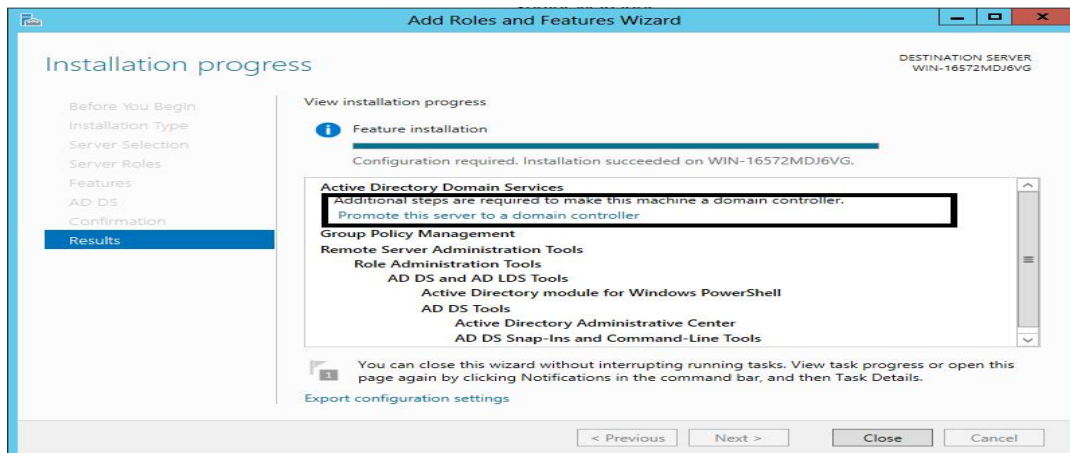 Add Roles and Features Wizard
Installation progress
DESTINATION SERVER
WIN-16572MDJ6VG
Before You Begin
Installation Type
Server Selection
Server Roles
Features
AD DS
Confirmation
Results
View installation progress
Feature installation
Configuration required. Installation succeeded on WIN-16572MDJ6VG.
Active Directory Domain Services
Additional steps are required to make this machine a domain controller.
Promote this server to a domain controller
Group Policy Management
Remote Server Administration Tools
Role Administration Tools
AD DS and AD LDS Tools
Active Directory module for Windows PowerShell
AD DS Tools
Active Directory Administrative Center
AD DS Snap-Ins and Command-Line Tools
1
You can close this wizard without interrupting running tasks. View task progress or open this
page again by clicking Notifications in the command bar, and then Task Details.
Export configuration settings
< Previous
Next >
Close
Cancel